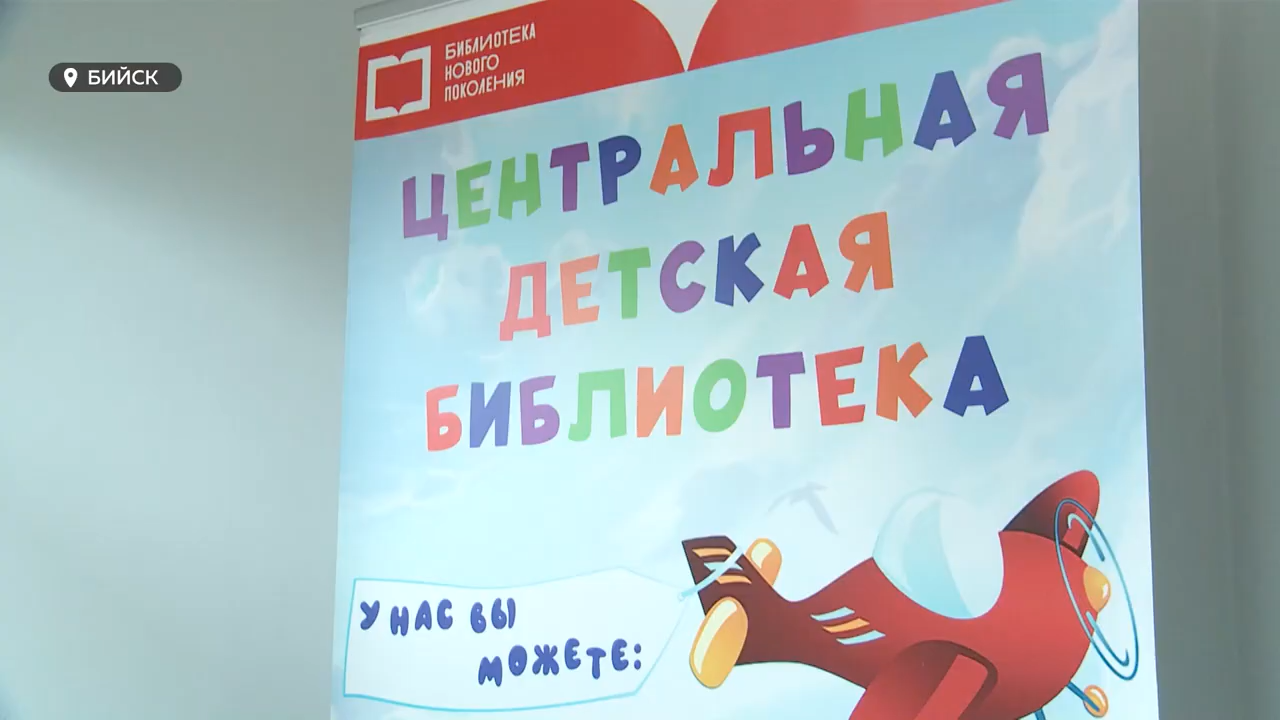 БИЙСК
БИБЛИОТЕКА
НОВОГО
ПОКОЛЕНИЯ
ЦЕНТРАЛЬНАЯ
ДЕТСКАЯ
БИБЛИОТЕКА
У НАС ВЫ
МОЖЕТЕ: